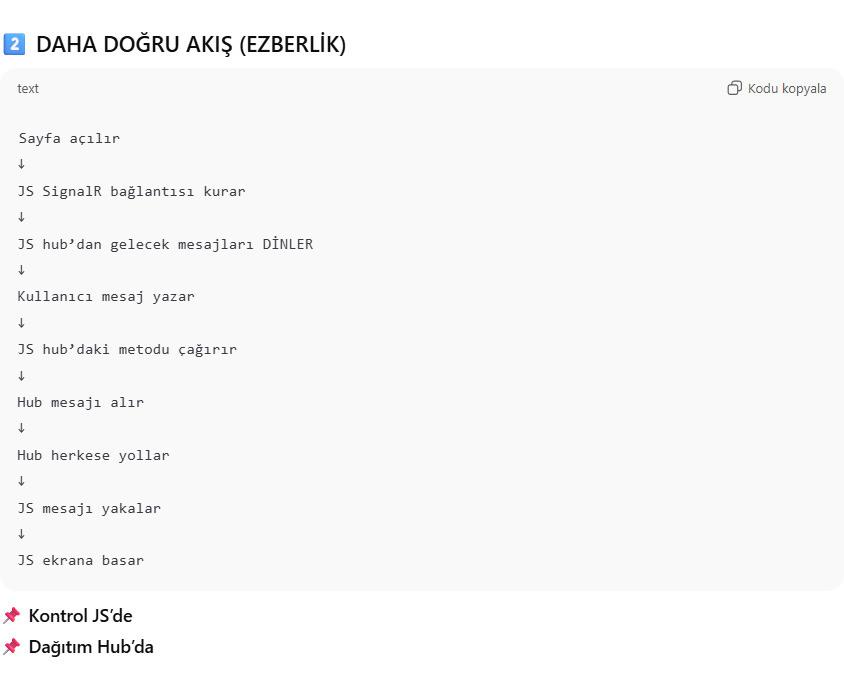 2 DAHA DOĞRU AKIŞ (EZBERLİK)
text
Kodu kopyala
Sayfa açılır
↓
JS SignalR bağlantısı kurar
↓
JS hub’dan gelecek mesajları DİNLER
↓
Kullanıcı mesaj yazar
↓
JS hub’daki metodu çağırır
↓
Hub mesajı alır
↓
Hub herkese yollar
↓
JS mesajı yakalar
↓
JS ekrana basar
📌 Kontrol JS’de
📌 Dağıtım Hub’da